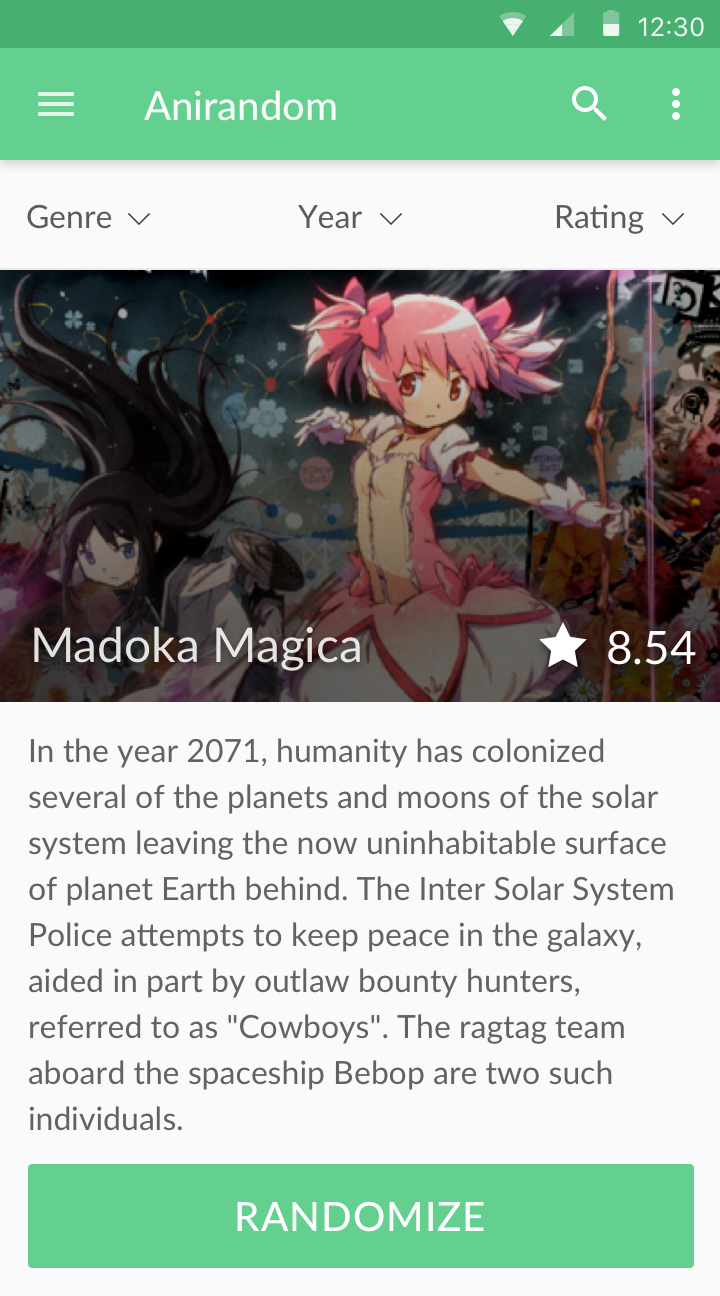 12:30
Anirandom
Genre Year Rating
Madoka Magica 8.54
In the year 2071, humanity has colonized
several of the planets and moons of the solar
system leaving the now uninhabitable surface
of planet Earth behind. The Inter Solar System
Police attempts to keep peace in the galaxy,
aided in part by outlaw bounty hunters,
referred to as "Cowboys". The ragtag team
aboard the spaceship Bebop are two such
individuals.
RANDOMIZE